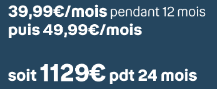 39,99€/mois pendant 12 mois
puis 49,99€/mois
soit 1129€ pdt 24 mois